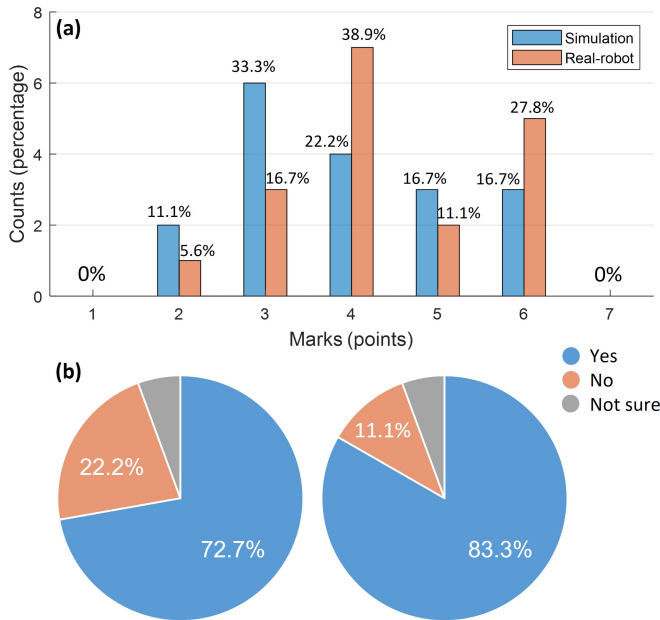 (a)
Simulation
Real-robot
8
6
4
2
0
Counts (percentage)
0%
11.1%
5.6%
33.3%
16.7%
22.2%
38.9%
16.7%
11.1%
16.7%
27.8%
0%
1 2 3 4 5 6 7
Marks (points)
(b)
Yes
No
Not sure
22.2%
72.7%
11.1%
83.3%